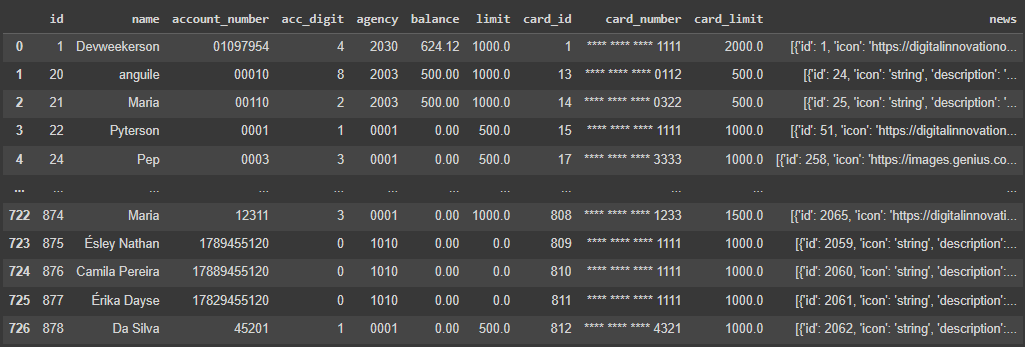 id name account_number acc_digit agency balance limit card_id card_number card_limit news
0 1 Devweekerson 01097954 4 2030 624.12 1000.0 1 **** **** **** 1111 2000.0 [{'id': 1, 'icon': 'https://digitalinnovationo...
1 20 anguile 00010 8 2003 500.00 1000.0 13 **** **** **** 0112 500.0 [{'id': 24, 'icon': 'string', 'description': '...
2 21 Maria 00110 2 2003 500.00 1000.0 14 **** **** **** 0322 500.0 [{'id': 25, 'icon': 'string', 'description': '...
3 22 Pyterson 0001 1 0001 0.00 500.0 15 **** **** **** 1111 1000.0 [{'id': 51, 'icon': 'https://digitalinnovation...
4 24 Pep 0003 3 0001 0.00 500.0 17 **** **** **** 3333 1000.0 [{'id': 258, 'icon': 'https://images.genius.co...
... ... ... ... ... ... ... ... ... ... ... ...
722 874 Maria 12311 3 0001 0.00 1000.0 808 **** **** **** 1233 1500.0 [{'id': 2065, 'icon': 'https://digitalinnovati...
723 875 Ésley Nathan 1789455120 0 1010 0.00 0.0 809 **** **** **** 1111 1000.0 [{'id': 2059, 'icon': 'string', 'description':...
724 876 Camila Pereira 17889455120 0 1010 0.00 0.0 810 **** **** **** 1111 1000.0 [{'id': 2060, 'icon': 'string', 'description':...
725 877 Érika Dayse 17829455120 0 1010 0.00 0.0 811 **** **** **** 1111 1000.0 [{'id': 2061, 'icon': 'string', 'description':...
726 878 Da Silva 45201 1 0001 0.00 500.0 812 **** **** **** 4321 1000.0 [{'id': 2062, 'icon': 'string', 'description':...